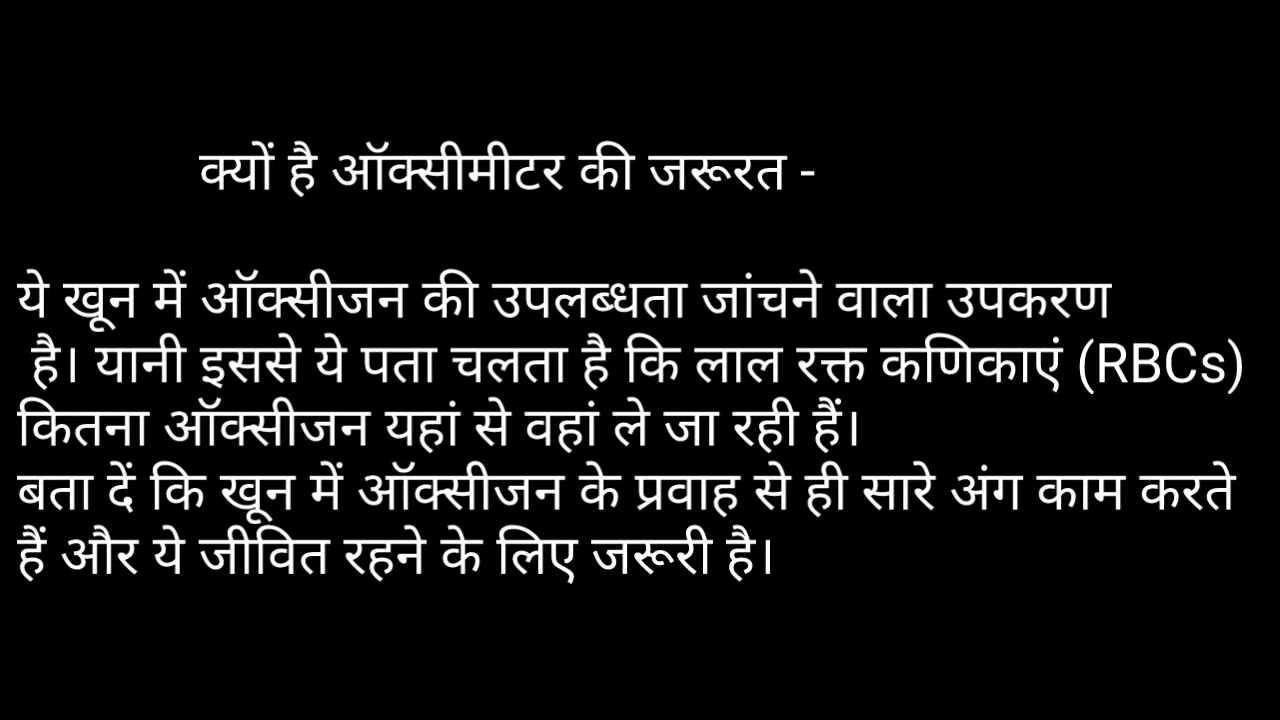 क्यों है ऑक्सीमीटर की जरूरत -
ये खून में ऑक्सीजन की उपलब्धता जांचने वाला उपकरण
है। यानी इससे ये पता चलता है कि लाल रक्त कणिकाएं (RBCs)
कितना ऑक्सीजन यहां से वहां ले जा रही हैं।
बता दें कि खून में ऑक्सीजन के प्रवाह से ही सारे अंग काम करते
हैं और ये जीवित रहने के लिए जरूरी है।